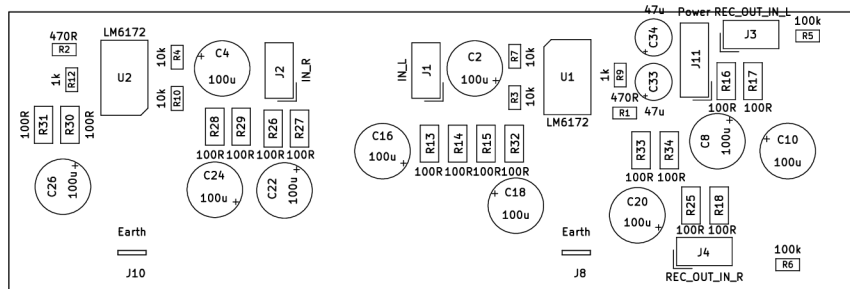 47u
Power REC_OUT_IN_L
100k
LM6172
470R
R2
C4
100u
R4
10k
J2
IN_R
IN_L
J1
C2
100u
R7
10k
U1
LM6172
C34
J11
J3
R5
1k
R12
U2
10k
R10
R3
10k
1k
R9
C33
47u
470R
R1
R16
R17
100R
100R
100R
R31
R30
100R
R28
R29
R26
R27
100R
100R
100R
100R
C16
100u
R13
R14
R15
R32
100R
100R
100R
100R
R33
R34
100R
100R
C8
100u
C10
100u
C26
100u
C24
100u
C22
100u
C18
100u
C20
100u
R25
R18
100R
100R
Earth
J10
Earth
J8
J4
REC_OUT_IN_R
100k
R6